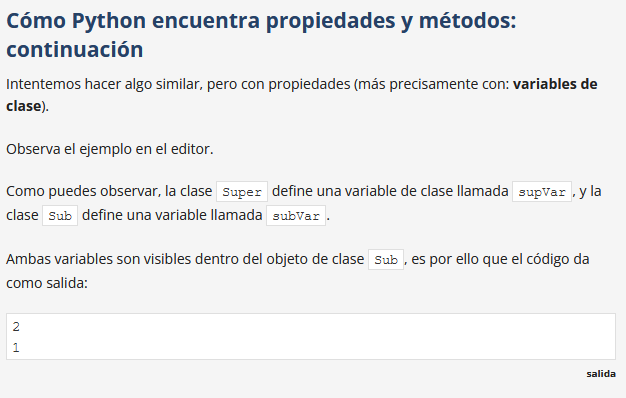 Cómo Python encuentra propiedades y métodos:
continuación
Intentemos hacer algo similar, pero con propiedades (más precisamente con: variables de
clase).
Observa el ejemplo en el editor.
Como puedes observar, la clase Super define una variable de clase llamada supVar, y la
clase Sub define una variable llamada subVar.
Ambas variables son visibles dentro del objeto de clase Sub, es por ello que el código da
como salida:
2
1
salida